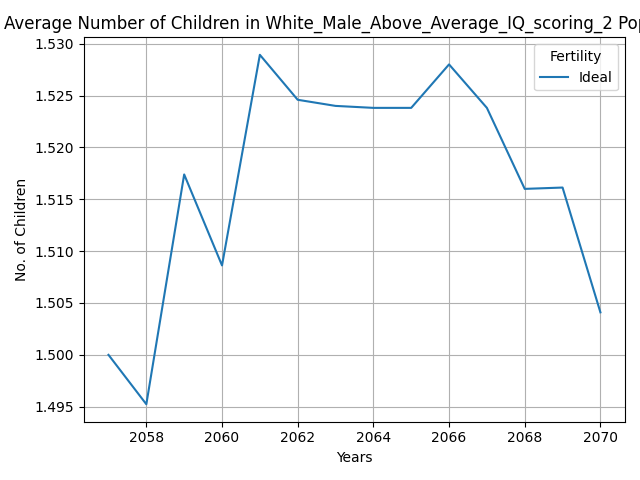 Average Number of Children in White_Male_Above_Average_IQ_scoring_2 Pop
1.530
1.525
1.520
1.515
1.510
1.505
1.500
1.495
No. of Children
Fertility
Ideal
2058 2060 2062 2064 2066 2068 2070
Years